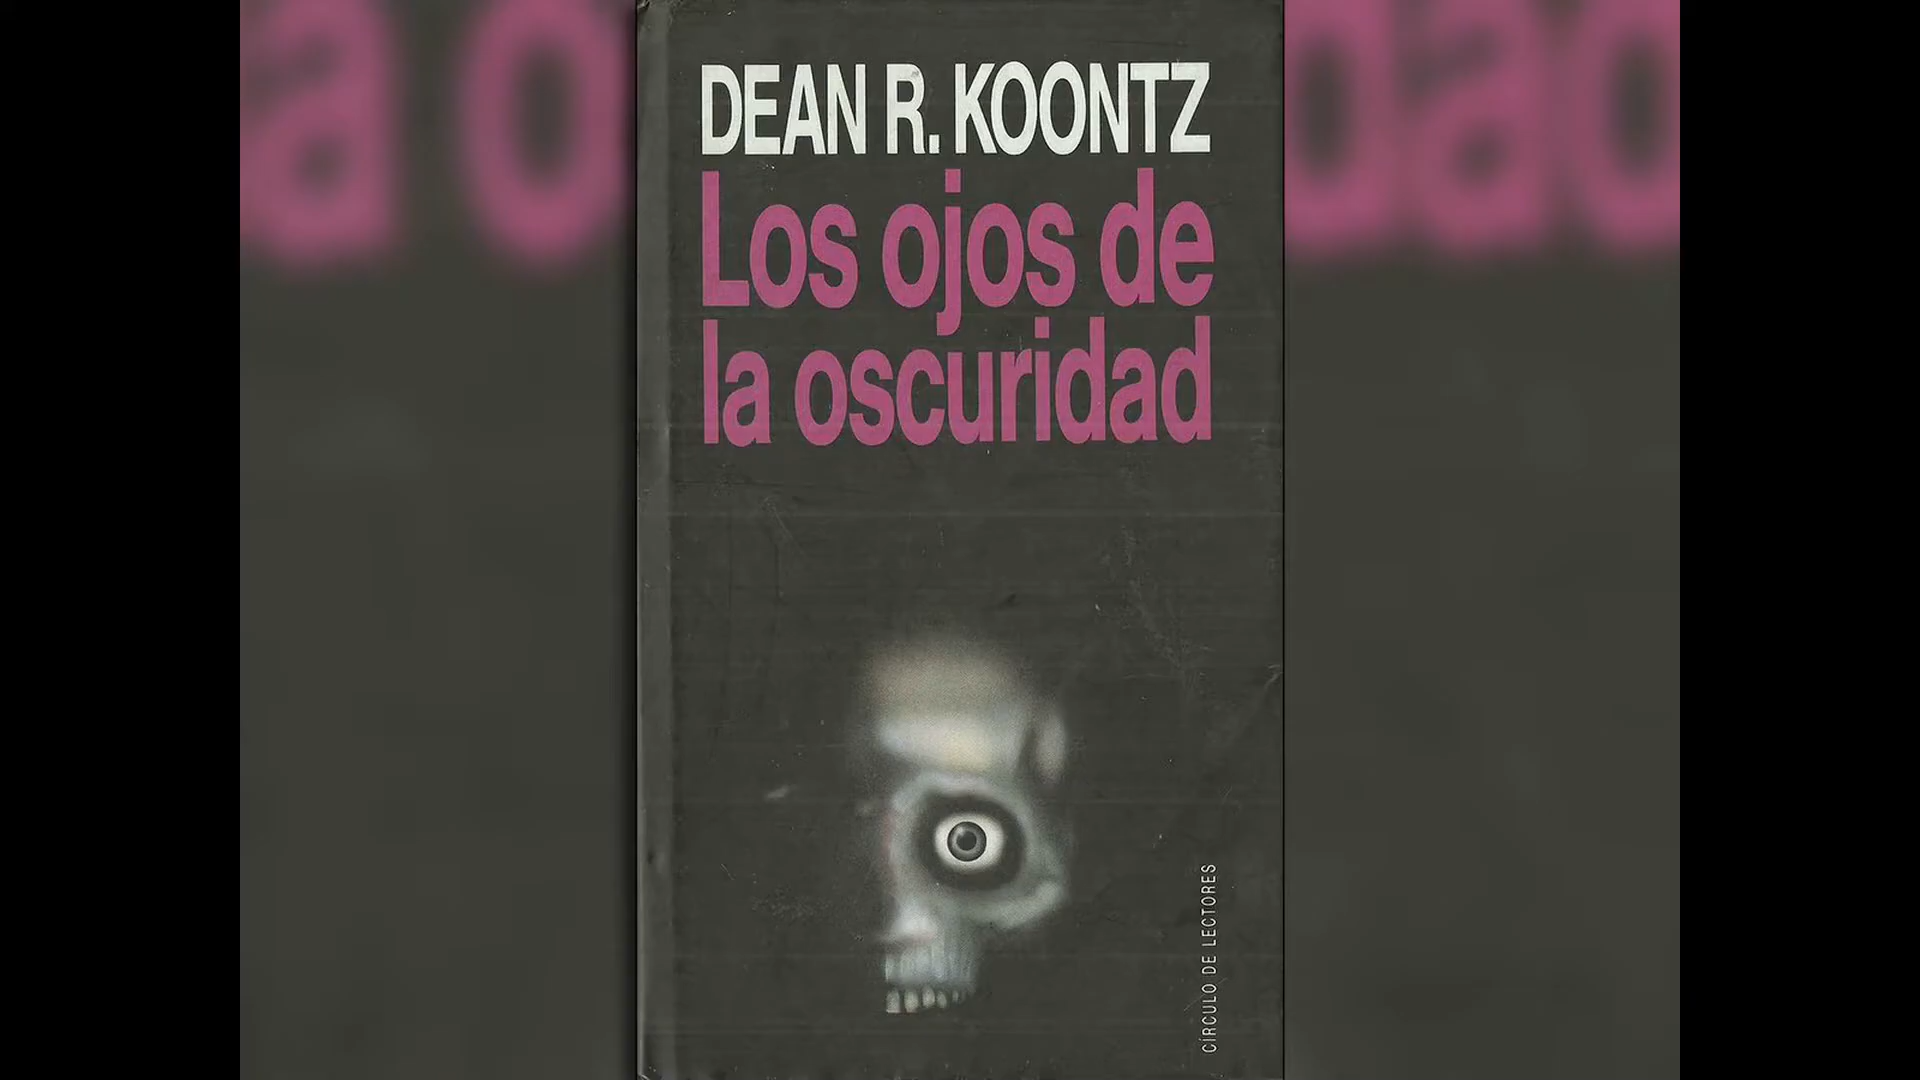 DEAN R. KOONTZ
Los ojos de
la oscuridad
CÍRCULO DE LECTORES